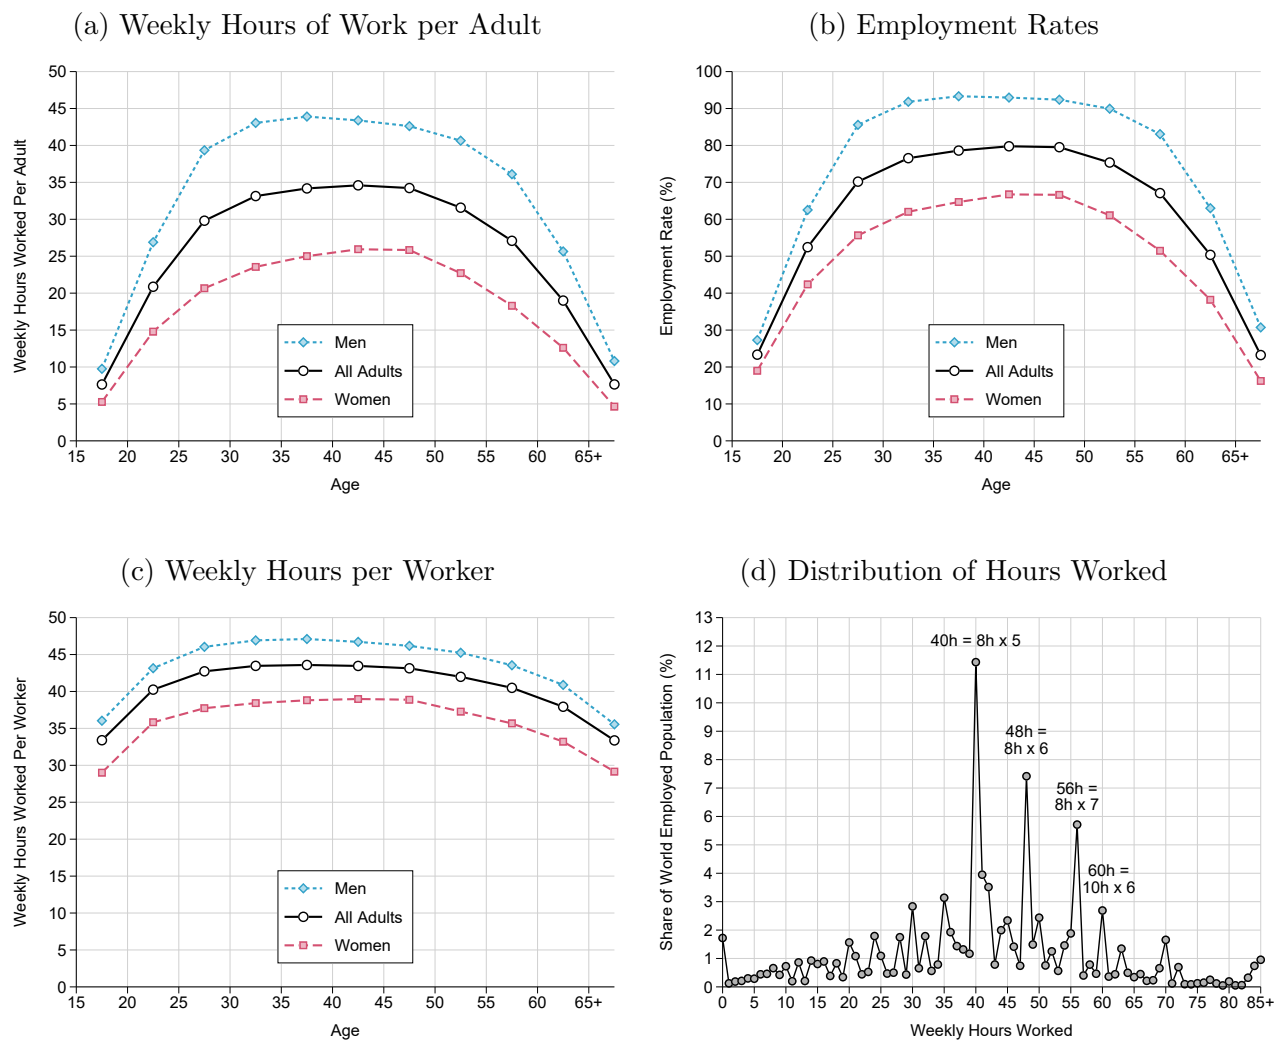 (a) Weekly Hours of Work per Adult
Weekly Hours Worked Per Adult
50
45
40
35
30
25
20
15
10
5
0
Men
All Adults
Women
15 20 25 30 35 40 45 50 55 60 65+
Age
(b) Employment Rates
Employment Rate (%)
100
90
80
70
60
50
40
30
20
10
0
Men
All Adults
Women
15 20 25 30 35 40 45 50 55 60 65+
Age
(c) Weekly Hours per Worker
Weekly Hours Worked Per Worker
50
45
40
35
30
25
20
15
10
5
0
Men
All Adults
Women
15 20 25 30 35 40 45 50 55 60 65+
Age
(d) Distribution of Hours Worked
Share of World Employed Population (%)
13
12
11
10
9
8
7
6
5
4
3
2
1
0
40h = 8h x 5
48h =
8h x 6
56h =
8h x 7
60h =
10h x 6
0 5 10 15 20 25 30 35 40 45 50 55 60 65 70 75 80 85+
Weekly Hours Worked